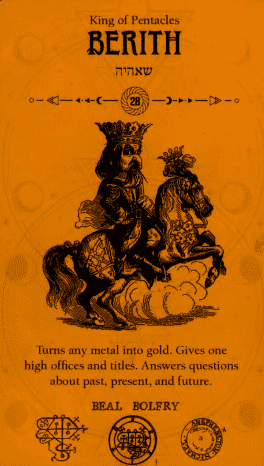 King of Pentacles
BERITH
שאהיה
28
Turns any metal into gold. Gives one
high offices and titles. Answers questions
about past, present, and future.
BEAL BOLFRY